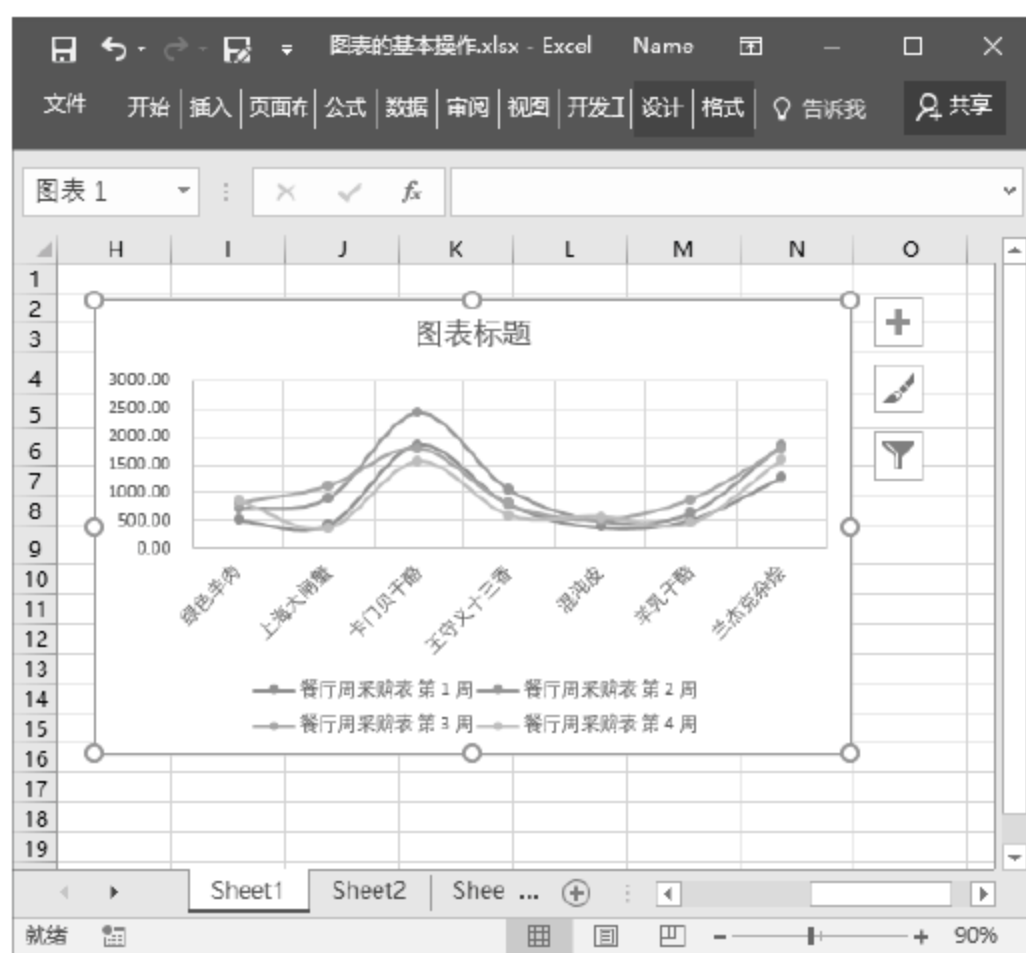 图表的基本操作.xlsx - Excel Name
文件 开始 插入 页面布 公式 数据 审阅 视图 开发工 设计 格式 告诉我 共享
图表 1 fx
H I J K L M N O
1
2
3
4
5
6
7
8
9
10
11
12
13
14
15
16
17
18
19
图表标题
3000.00
2500.00
2000.00
1500.00
1000.00
500.00
0.00
绿色羊肉 上海大闸蟹 卡门贝干酪 王守义十三香 混沌皮 羊乳干酪 兰杰克杂烩
餐厅周采购表 第 1 周 餐厅周采购表 第 2 周
餐厅周采购表 第 3 周 餐厅周采购表 第 4 周
Sheet1 Sheet2 Shee ...
就绪 90%